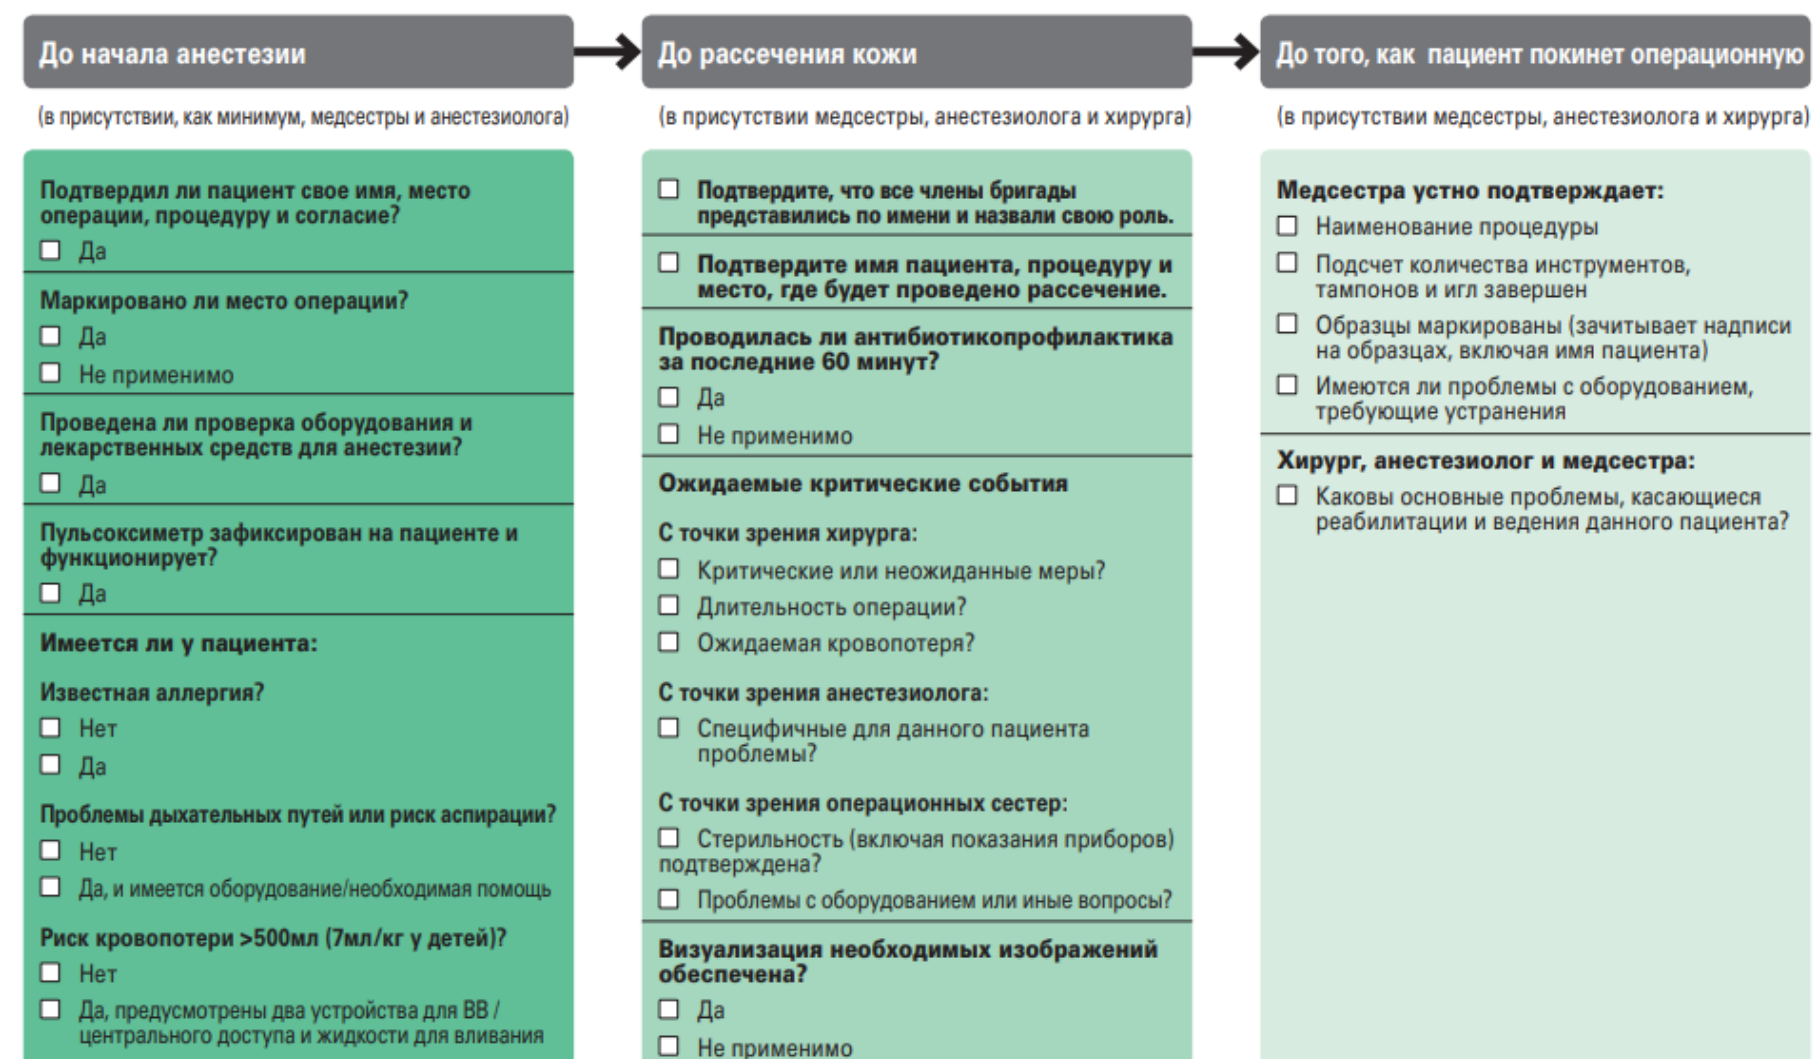 До начала анестезии
(в присутствии, как минимум, медсестры и анестезиолога)
Подтвердил ли пациент свое имя, место
операции, процедуру и согласие?
Да
Маркировано ли место операции?
Да
Не применимо
Проведена ли проверка оборудования и
лекарственных средств для анестезии?
Да
Пульсоксиметр зафиксирован на пациенте и
функционирует?
Да
Имеется ли у пациента:
Известная аллергия?
Нет
Да
Проблемы дыхательных путей или риск аспирации?
Нет
Да, и имеется оборудование/необходимая помощь
Риск кровопотери >500мл (7мл/кг у детей)?
Нет
Да, предусмотрены два устройства для ВВ /
центрального доступа и жидкости для вливания
До рассечения кожи
(в присутствии медсестры, анестезиолога и хирурга)
Подтвердите, что все члены бригады
представились по имени и назвали свою роль.
Подтвердите имя пациента, процедуру и
место, где будет проведено рассечение.
Проводилась ли антибиотикопрофилактика
за последние 60 минут?
Да
Не применимо
Ожидаемые критические события
С точки зрения хирурга:
Критические или неожиданные меры?
Длительность операции?
Ожидаемая кровопотеря?
С точки зрения анестезиолога:
Специфичные для данного пациента
проблемы?
С точки зрения операционных сестер:
Стерильность (включая показания приборов)
подтверждена?
Проблемы с оборудованием или иные вопросы?
Визуализация необходимых изображений
обеспечена?
Да
Не применимо
До того, как пациент покинет операционную
(в присутствии медсестры, анестезиолога и хирурга)
Медсестра устно подтверждает:
Наименование процедуры
Подсчет количества инструментов,
тампонов и игл завершен
Образцы маркированы (зачитывает надписи
на образцах, включая имя пациента)
Имеются ли проблемы с оборудованием,
требующие устранения
Хирург, анестезиолог и медсестра:
Каковы основные проблемы, касающиеся
реабилитации и ведения данного пациента?